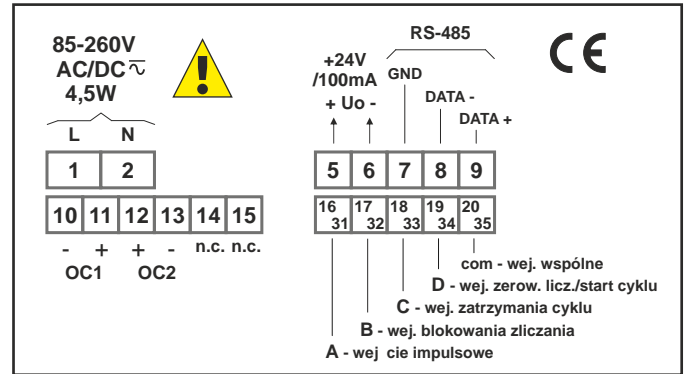 85-260V
AC/DC
4,5W
L N
1 2
10 11 12 13 14 15
- + + - n.c. n.c.
OC1 OC2
RS-485
CE
+24V
/100mA
+ Uo -
GND
DATA -
DATA +
5 6 7 8 9
16 17 18 19 20
31 32 33 34 35
com - wej. wspólne
D - wej. zerow. licz./start cyklu
C - wej. zatrzymania cyklu
B - wej. blokowania zliczania
A - wej cie impulsowe